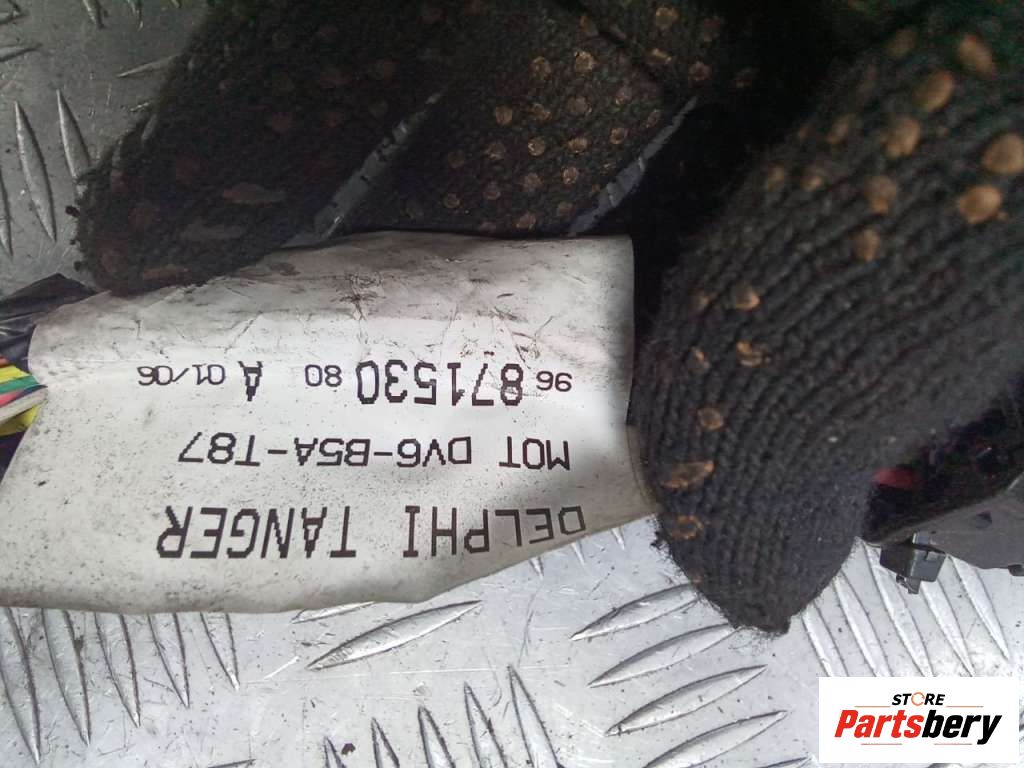 DELPHI TANGER
MOT DV6-B5A-T87
96 871530 80 A 01/06
STORE
Partsbery